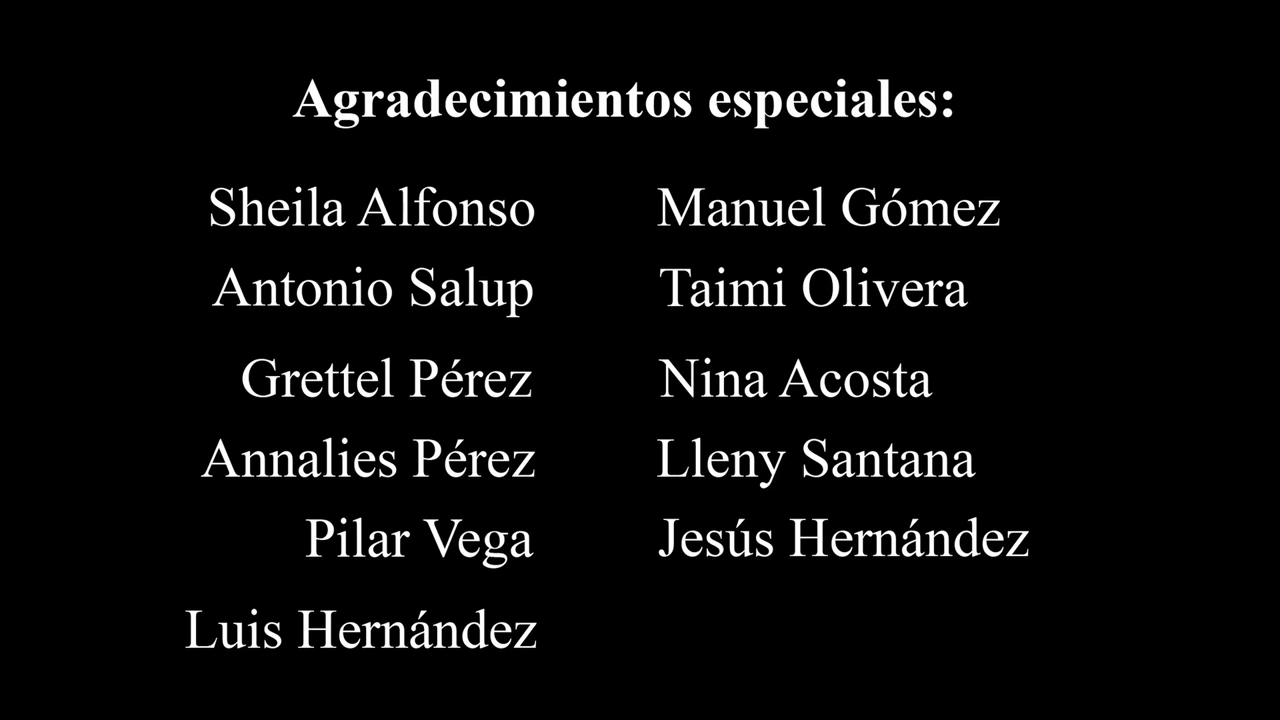 Agradecimientos especiales:
Sheila Alfonso
Antonio Salup
Grettel Pérez
Annalies Pérez
Pilar Vega
Luis Hernández
Manuel Gómez
Taimi Olivera
Nina Acosta
Lleny Santana
Jesús Hernández